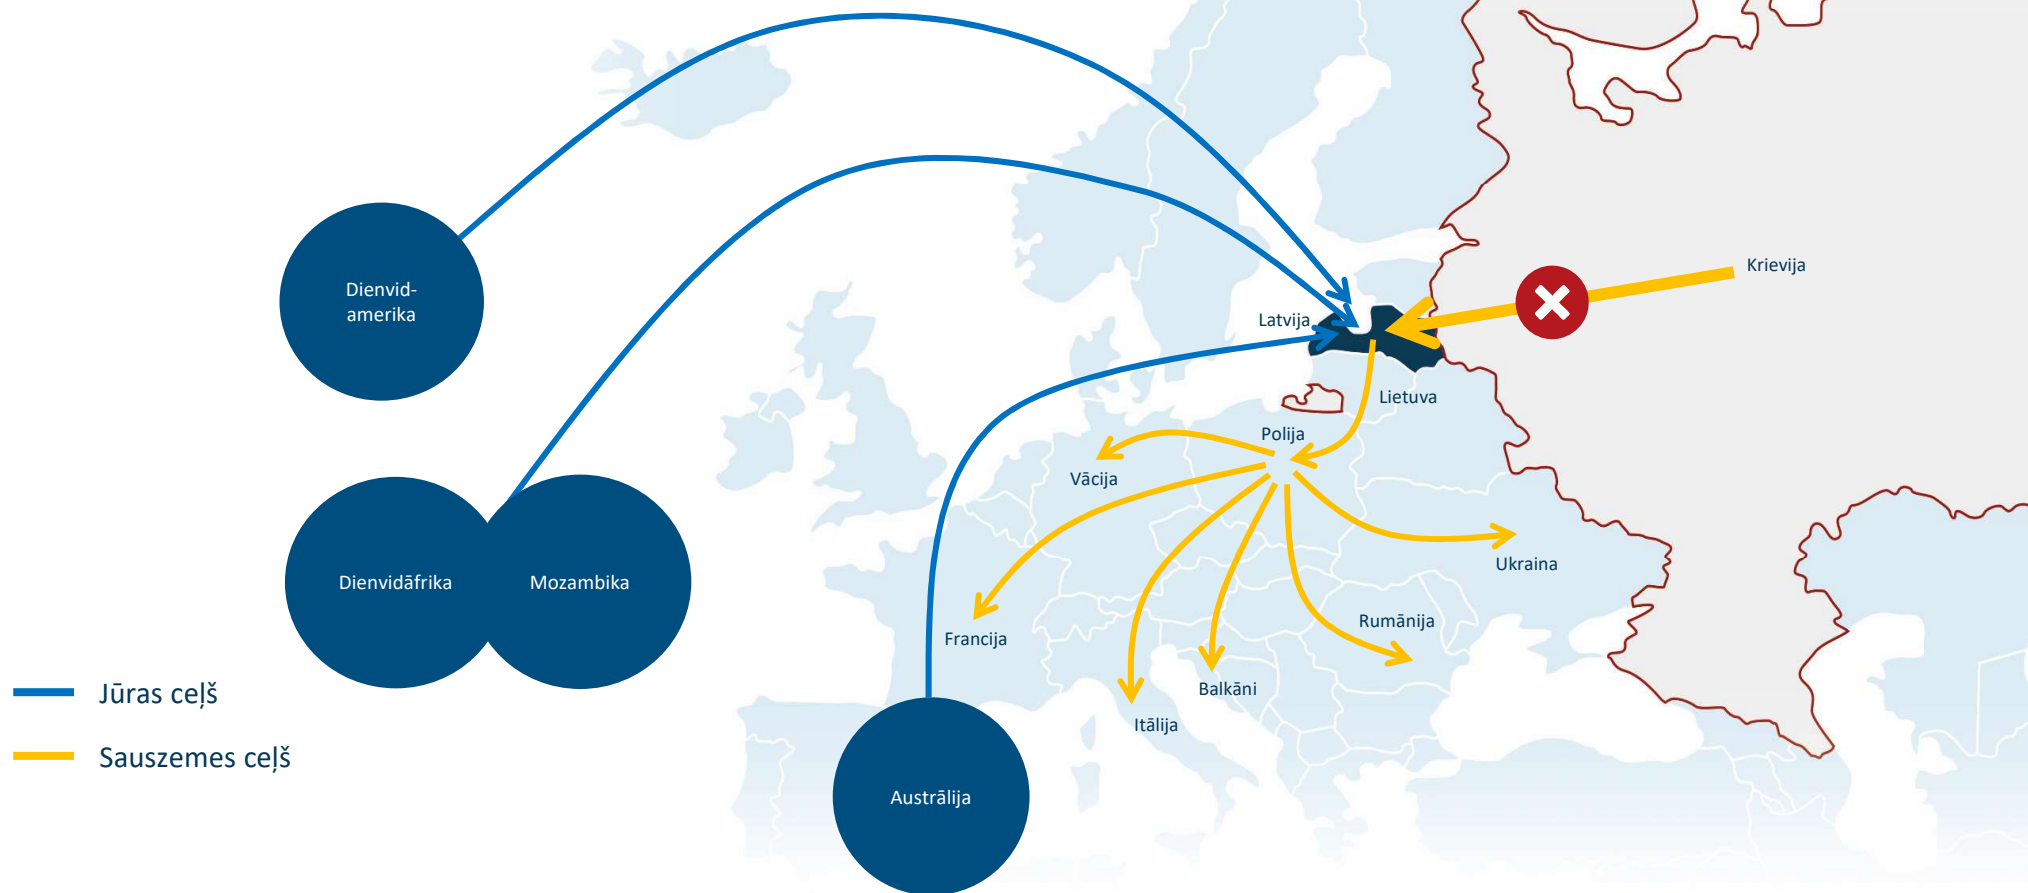 Krievija
Dienvid-
amerika
Latvija
Lietuva
Polija
Vācija
Ukraina
Dienvidāfrika
Mozambika
Rumānija
Francija
Balkāni
Itālija
Jūras ceļš
Sauszemes ceļš
Austrālija